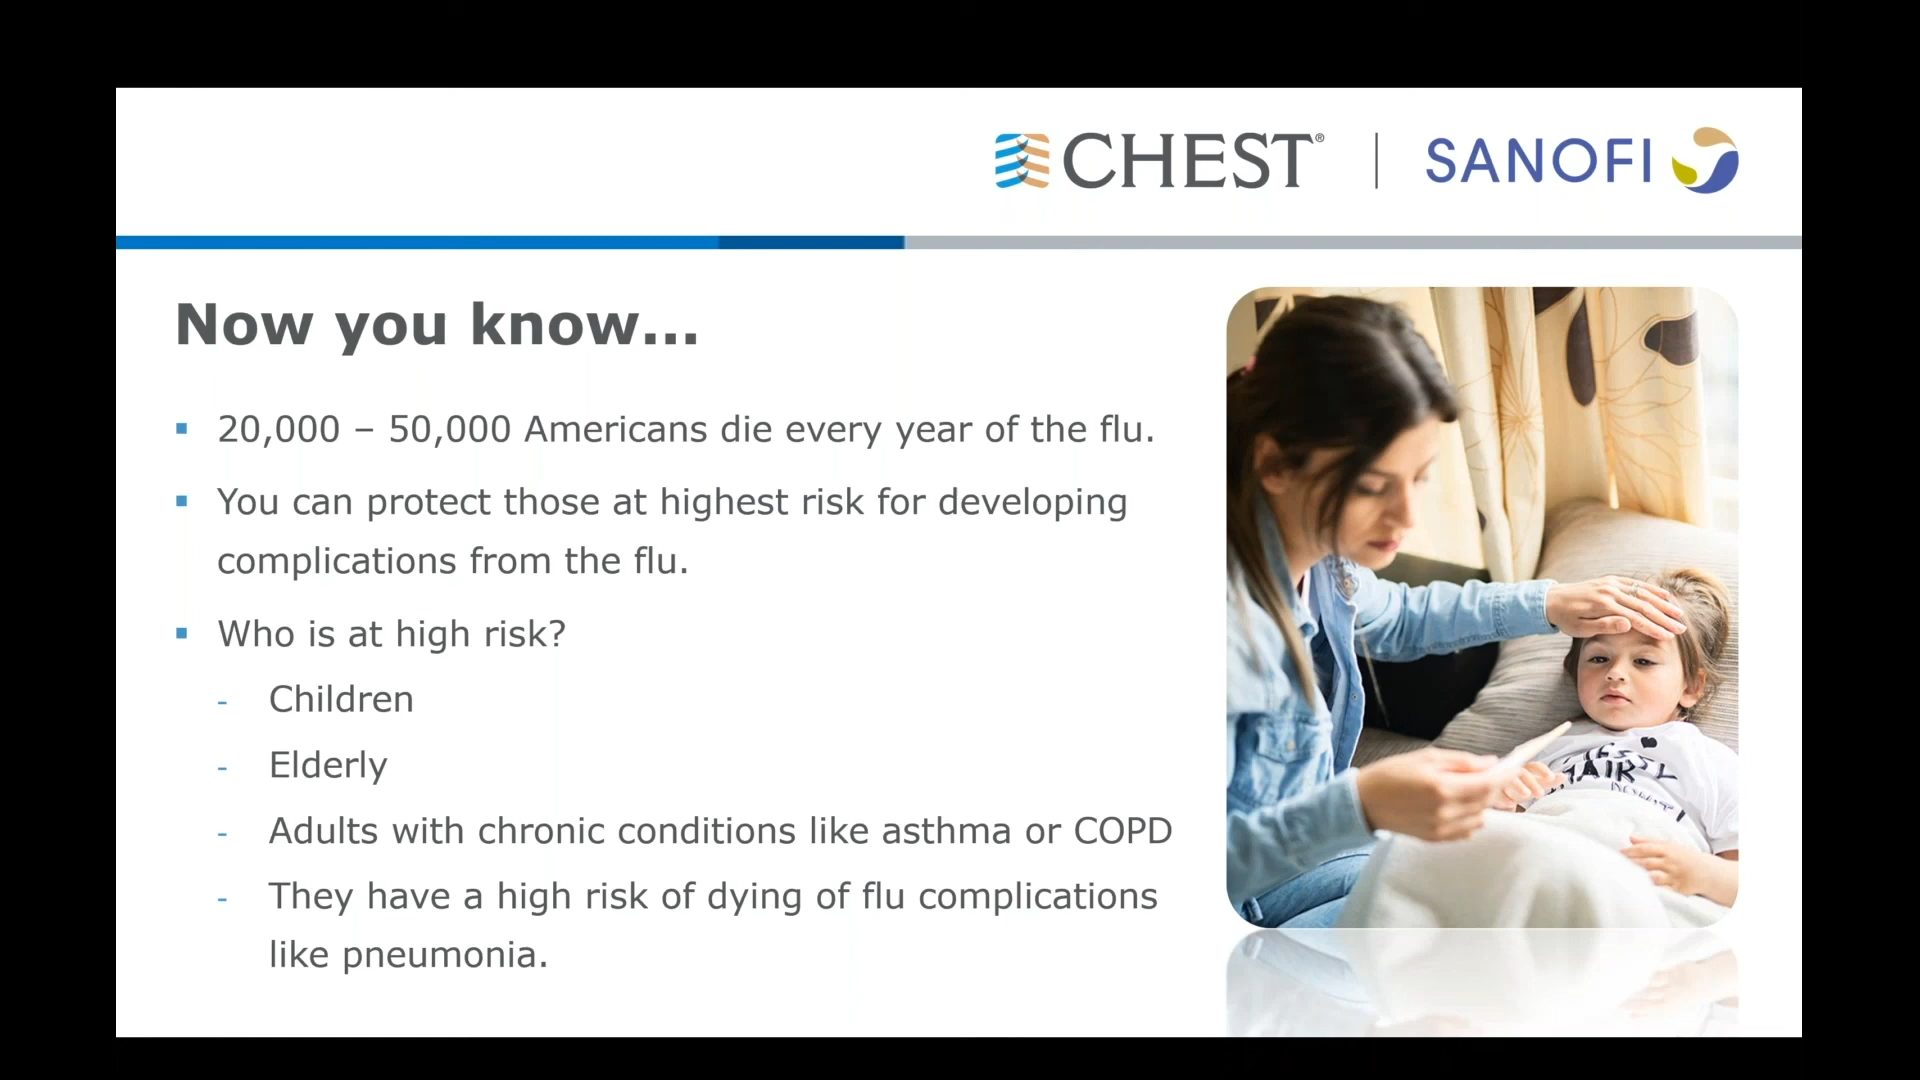 CHEST® | SANOFI
Now you know...
▪ 20,000 – 50,000 Americans die every year of the flu.
▪ You can protect those at highest risk for developing
complications from the flu.
▪ Who is at high risk?
- Children
- Elderly
- Adults with chronic conditions like asthma or COPD
- They have a high risk of dying of flu complications
like pneumonia.
HAIR